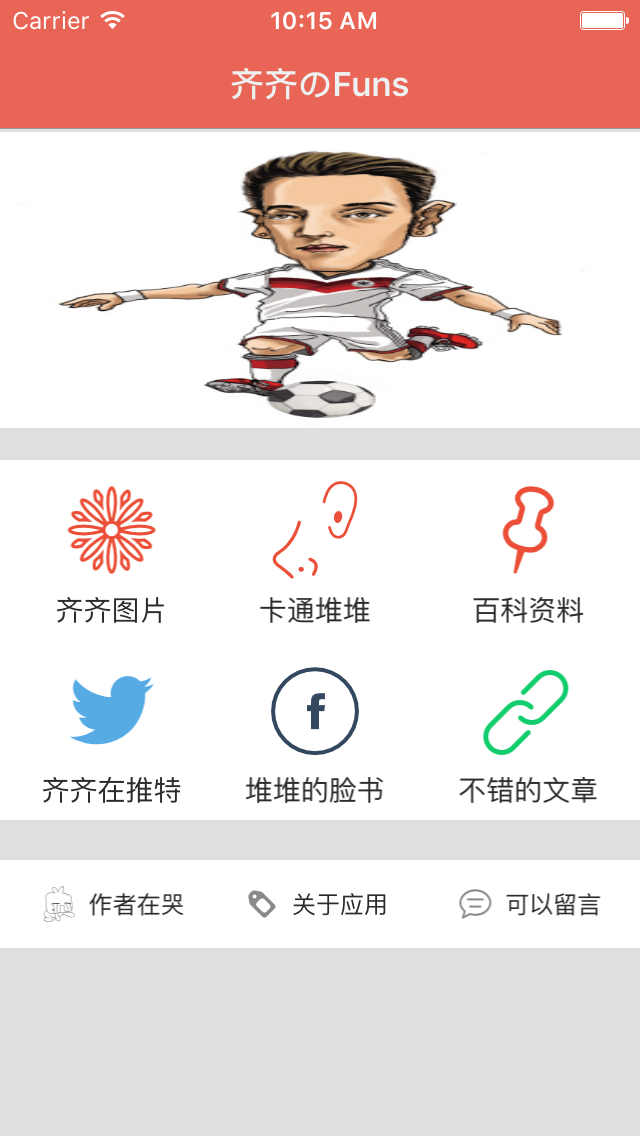 Carrier 10:15 AM
齐齐のFuns
齐齐图片 卡通堆堆 百科资料
齐齐在推特 堆堆的脸书 不错的文章
作者在哭 关于应用 可以留言